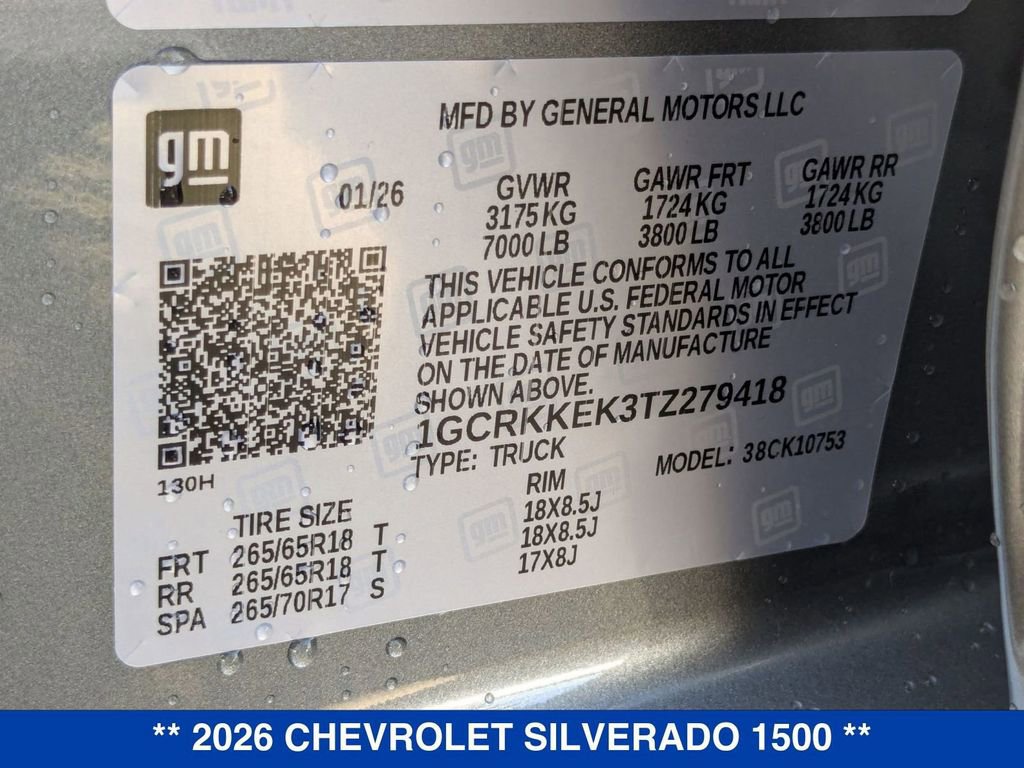 gm
MFD BY GENERAL MOTORS LLC
01/26
GVWR GAWR FRT GAWR RR
3175 KG 1724 KG 1724 KG
7000 LB 3800 LB 3800 LB
THIS VEHICLE CONFORMS TO ALL
APPLICABLE U.S. FEDERAL MOTOR
VEHICLE SAFETY STANDARDS IN EFFECT
ON THE DATE OF MANUFACTURE
SHOWN ABOVE.
1GCRKKEK3TZ279418
TYPE: TRUCK MODEL: 38CK10753
130H
TIRE SIZE RIM
FRT 265/65R18 T 18X8.5J
RR 265/65R18 T 18X8.5J
SPA 265/70R17 S 17X8J
** 2026 CHEVROLET SILVERADO 1500 **